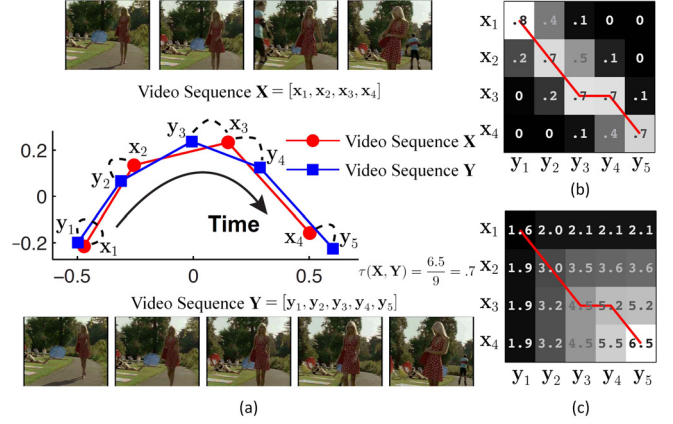 Video Sequence X = [x₁, x₂, x₃, x₄]
y₃
x₃
x₂
y₂
y₄
y₁
x₁
x₄
y₅
0.2
0
−0.2
−0.5
0
0.5
Time
Video Sequence X
Video Sequence Y
τ(X, Y) = 6.5/9 = .7
Video Sequence Y = [y₁, y₂, y₃, y₄, y₅]
(a)
x₁ .8 .4 .1 0 0
x₂ .2 .7 .5 .1 0
x₃ 0 .2 .7 .7 .1
x₄ 0 0 .1 .4 .7
y₁ y₂ y₃ y₄ y₅
(b)
x₁ 1.6 2.0 2.1 2.1 2.1
x₂ 1.9 3.0 3.5 3.6 3.6
x₃ 1.9 3.2 4.5 5.2 5.2
x₄ 1.9 3.2 4.6 5.5 6.5
y₁ y₂ y₃ y₄ y₅
(c)